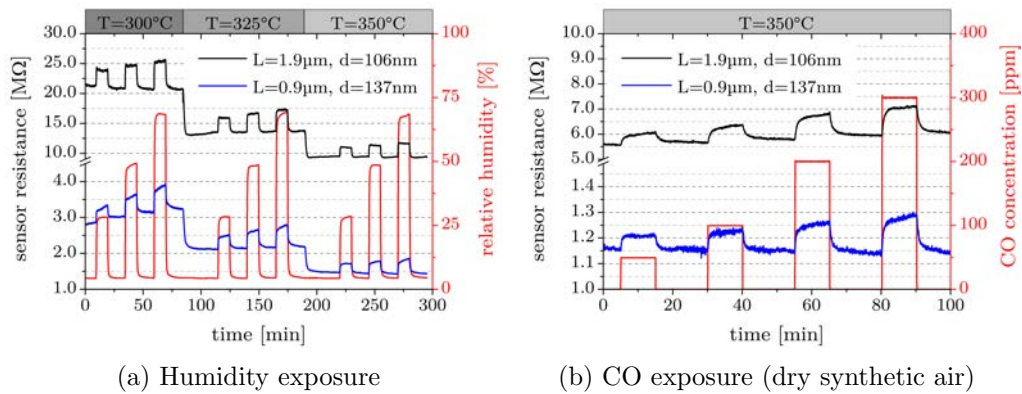 T=300°C T=325°C T=350°C
30.0
25.0
20.0
15.0
10.0
4.0
3.0
2.0
1.0
sensor resistance [MΩ]
L=1.9µm, d=106nm
L=0.9µm, d=137nm
100
75
50
25
0
relative humidity [%]
0 50 100 150 200 250 300
time [min]
(a) Humidity exposure
T=350°C
10.0
9.0
8.0
7.0
6.0
5.0
1.4
1.3
1.2
1.1
1.0
sensor resistance [MΩ]
L=1.9µm, d=106nm
L=0.9µm, d=137nm
400
300
200
100
0
CO concentration [ppm]
0 20 40 60 80 100
time [min]
(b) CO exposure (dry synthetic air)